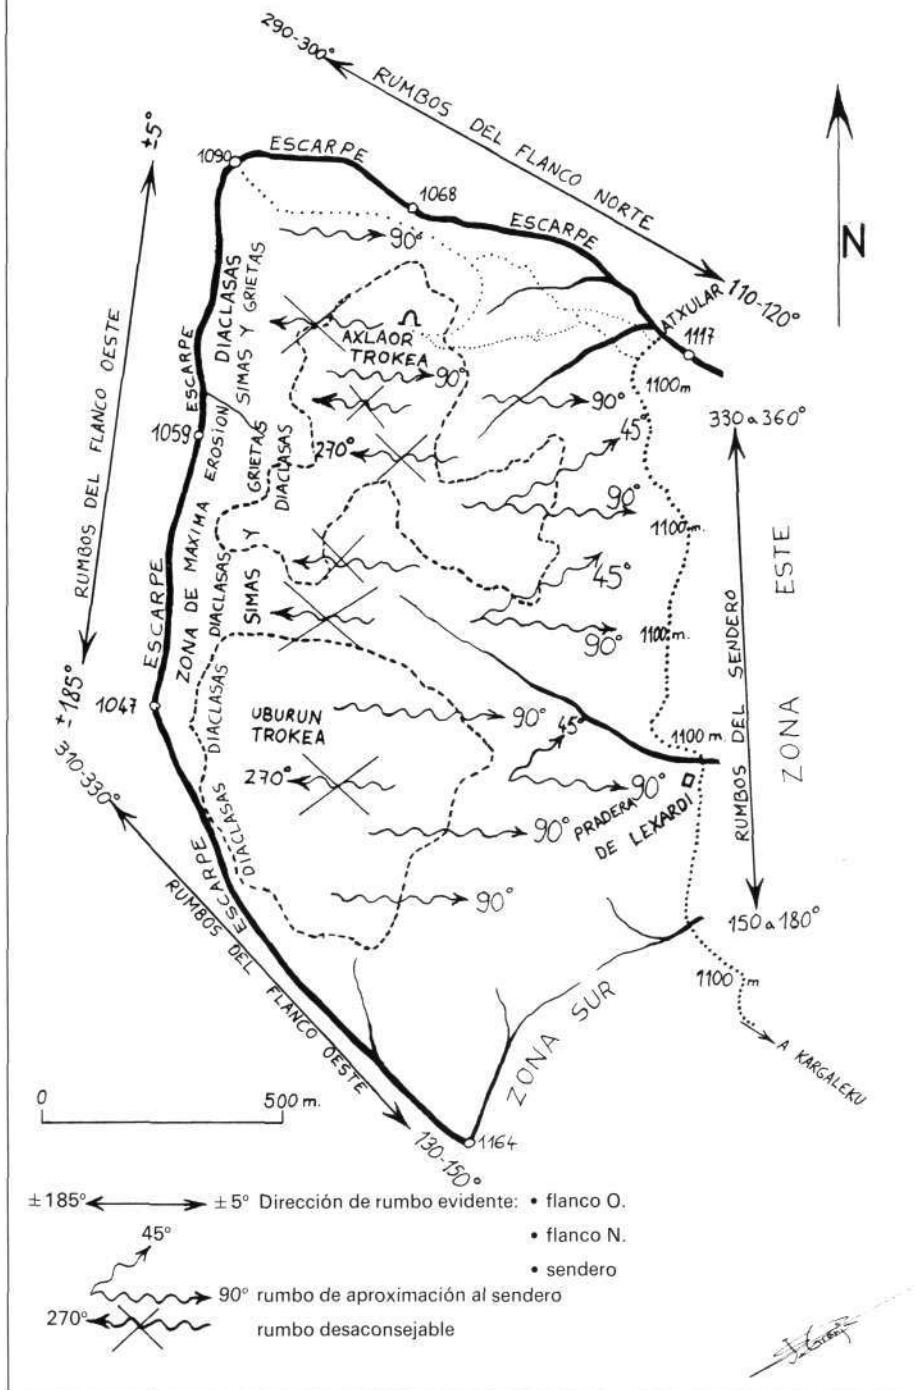 290-300°
RUMBOS DEL FLANCO NORTE
110-120°
±5°
RUMBOS DEL FLANCO OESTE
±185°
N
1090
ESCARPE
1068
ESCARPE
ATXULAR
1117
1100 m
90°
DIACLASAS
SIMAS Y GRIETAS
AXLAOR
TROKEA
90°
90°
45°
330 a 360°
ESCARPE
1059
270°
EROSION
GRIETAS
DIACLASAS
90°
1100 m.
ESCARPE
ZONA DE MAXIMA
DIACLASAS
SIMAS Y
45°
90°
1100 m.
ZONA ESTE
RUMBOS DEL SENDERO
1047
DIACLASAS
UBURUN
TROKEA
90°
45°
1100 m.
270°
90°
310-330°
DIACLASAS
90°
PRADERA
DE LEXARDI
ESCARPE
90°
150 a 180°
RUMBOS DEL FLANCO OESTE
1100 m
ZONA SUR
A KARGALEKU
0
500 m.
130-150°
1164
±185° ±5° Dirección de rumbo evidente: • flanco O.
• flanco N.
• sendero
45°
90° rumbo de aproximación al sendero
270° rumbo desaconsejable